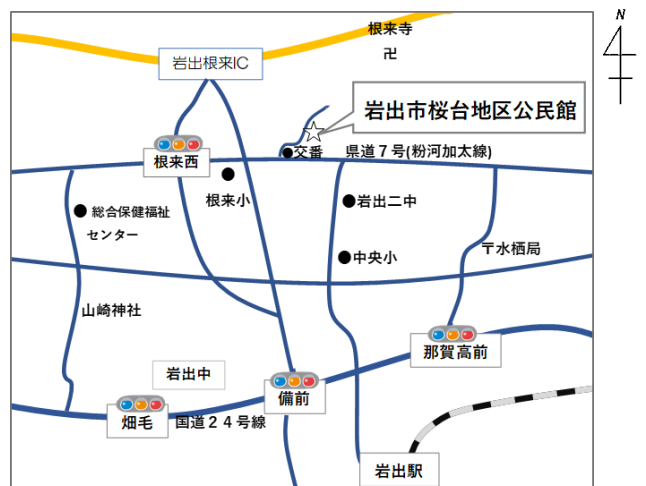 N
根来寺
卍
岩出根来IC
岩出市桜台地区公民館
根来西
交番
県道7号(粉河加太線)
根来小
岩出二中
総合保健福祉
センター
〒水栖局
中央小
山崎神社
那賀高前
岩出中
備前
畑毛
国道24号線
岩出駅